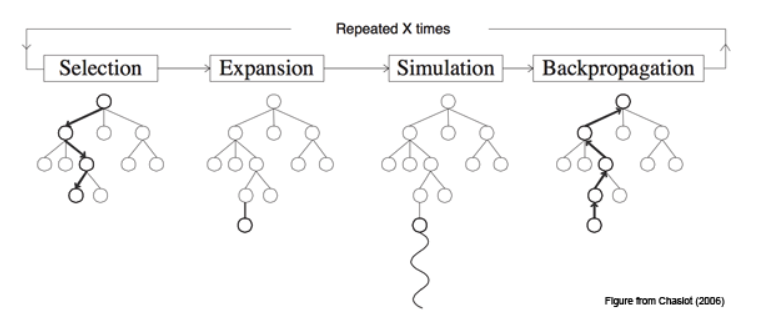 Repeated X times
Selection
Expansion
Simulation
Backpropagation
Figure from Chaslot (2006)